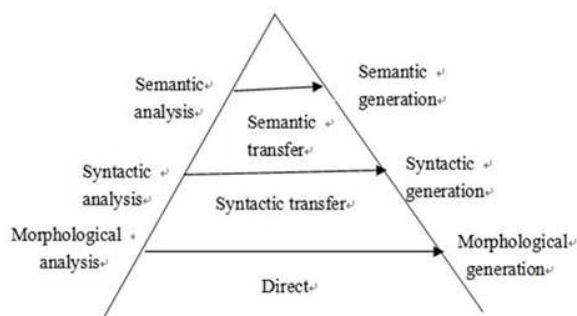 Semantic
analysis
Semantic
generation
Semantic
transfer
Syntactic
analysis
Syntactic
generation
Syntactic transfer
Morphological
analysis
Morphological
generation
Direct